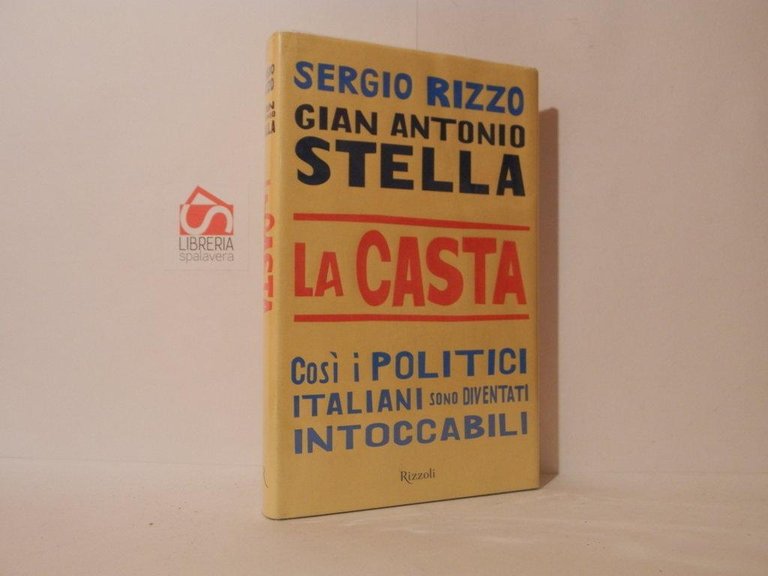 SERGIO RIZZO
GIAN ANTONIO
STELLA
LA CASTA
Così i POLITICI
ITALIANI SONO DIVENTATI
INTOCCABILI
Rizzoli
LIBRERIA
spalavera